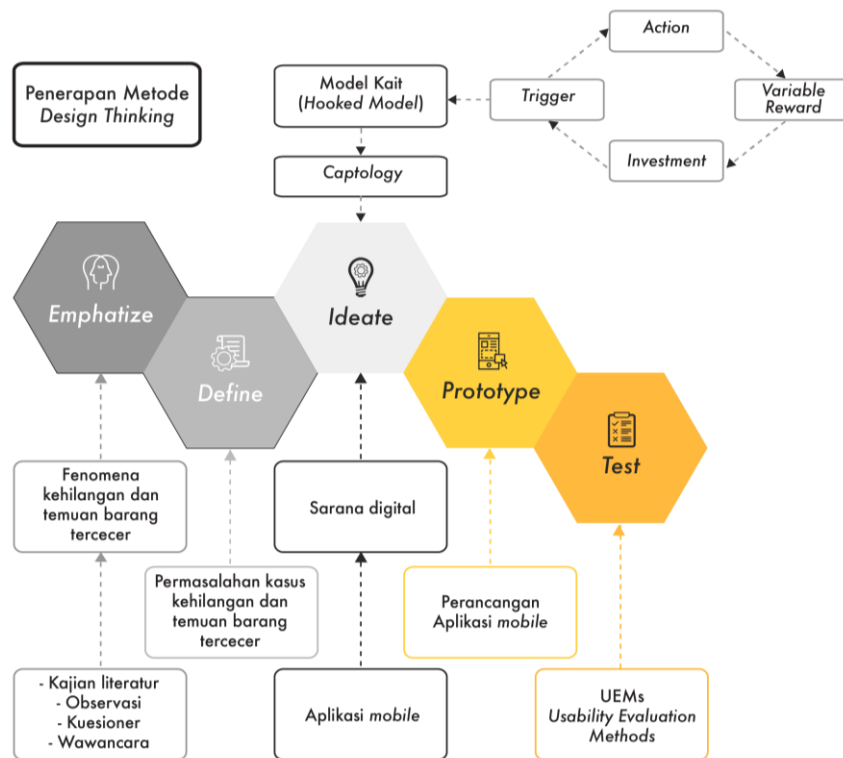 Penerapan Metode
Design Thinking
Model Kait
(Hooked Model)
Captology
Trigger
Action
Variable
Reward
Investment
Emphatize
Define
Ideate
Prototype
Test
Fenomena
kehilangan dan
temuan barang
tercecer
- Kajian literatur
- Observasi
- Kuesioner
- Wawancara
Permasalahan kasus
kehilangan dan
temuan barang
tercecer
Sarana digital
Aplikasi mobile
Perancangan
Aplikasi mobile
UEMs
Usability Evaluation
Methods